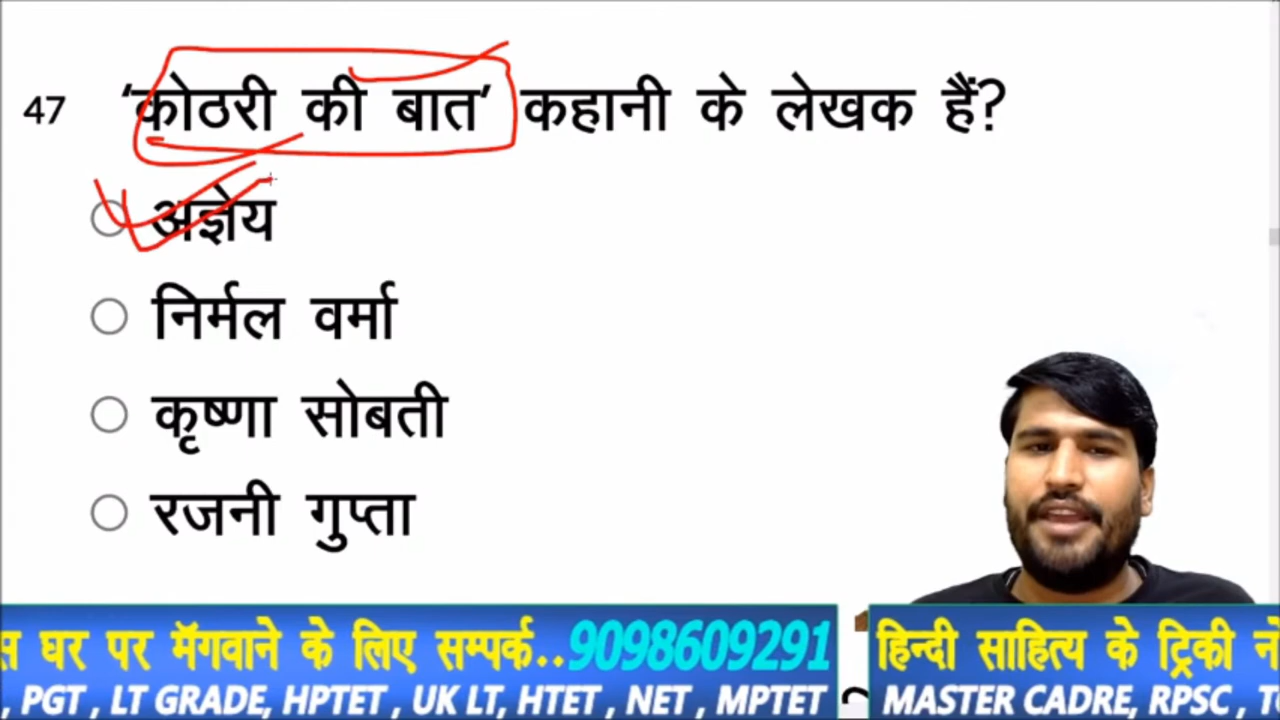 47 'कोठरी की बात' कहानी के लेखक हैं?
अज्ञेय
निर्मल वर्मा
कृष्णा सोबती
रजनी गुप्ता
घर पर मॅगवाने के लिए सम्पर्क..9098609291
हिन्दी साहित्य के ट्रिकी
, PGT , LT GRADE, HPTET , UK LT, HTET , NET , MPTET
MASTER CADRE, RPSC ,